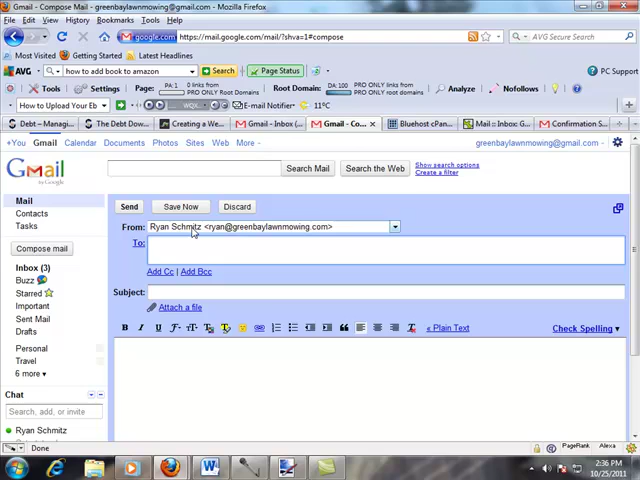 Gmail - Compose Mail - greenbaylawnmowing@gmail.com - Mozilla Firefox
Edit View History Bookmarks Tools Help
google.com https://mail.google.com/mail/?shva=1#compose
AVG Secure Search
Most Visited Getting Started Latest Headlines
AVG how to add book to amazon Search Page Status PC Support
Tools Settings Page: PA: 1 0 links from PRO ONLY Root Domain: DA: 100 PRO ONLY links from PRO ONLY Root Domains Analyze Nofollows
How to Upload Your Eb E-Mail Notifier 11°C
Debt – Managi... The Debt Dow... Creating a We... Gmail - Inbox (... Gmail - Co... Bluehost cPan... Mail :: Inbox: G... Confirmation S...
+You Gmail Calendar Documents Photos Sites Web More greenbaylawnmowing@gmail.com
Gmail Search Mail Search the Web Show search options
Create a filter
Mail Send Save Now Discard
Contacts
Tasks
From: Ryan Schmitz <ryan@greenbaylawnmowing.com>
To:
Compose mail
Add Cc | Add Bcc
Inbox (3)
Buzz
Starred
Important
Sent Mail
Drafts
Personal
Travel
6 more
Subject:
Attach a file
B I U « Plain Text Check Spelling
Chat
Search, add, or invite
Ryan Schmitz
Done PageRank Alexa
2:36 PM
10/25/2011